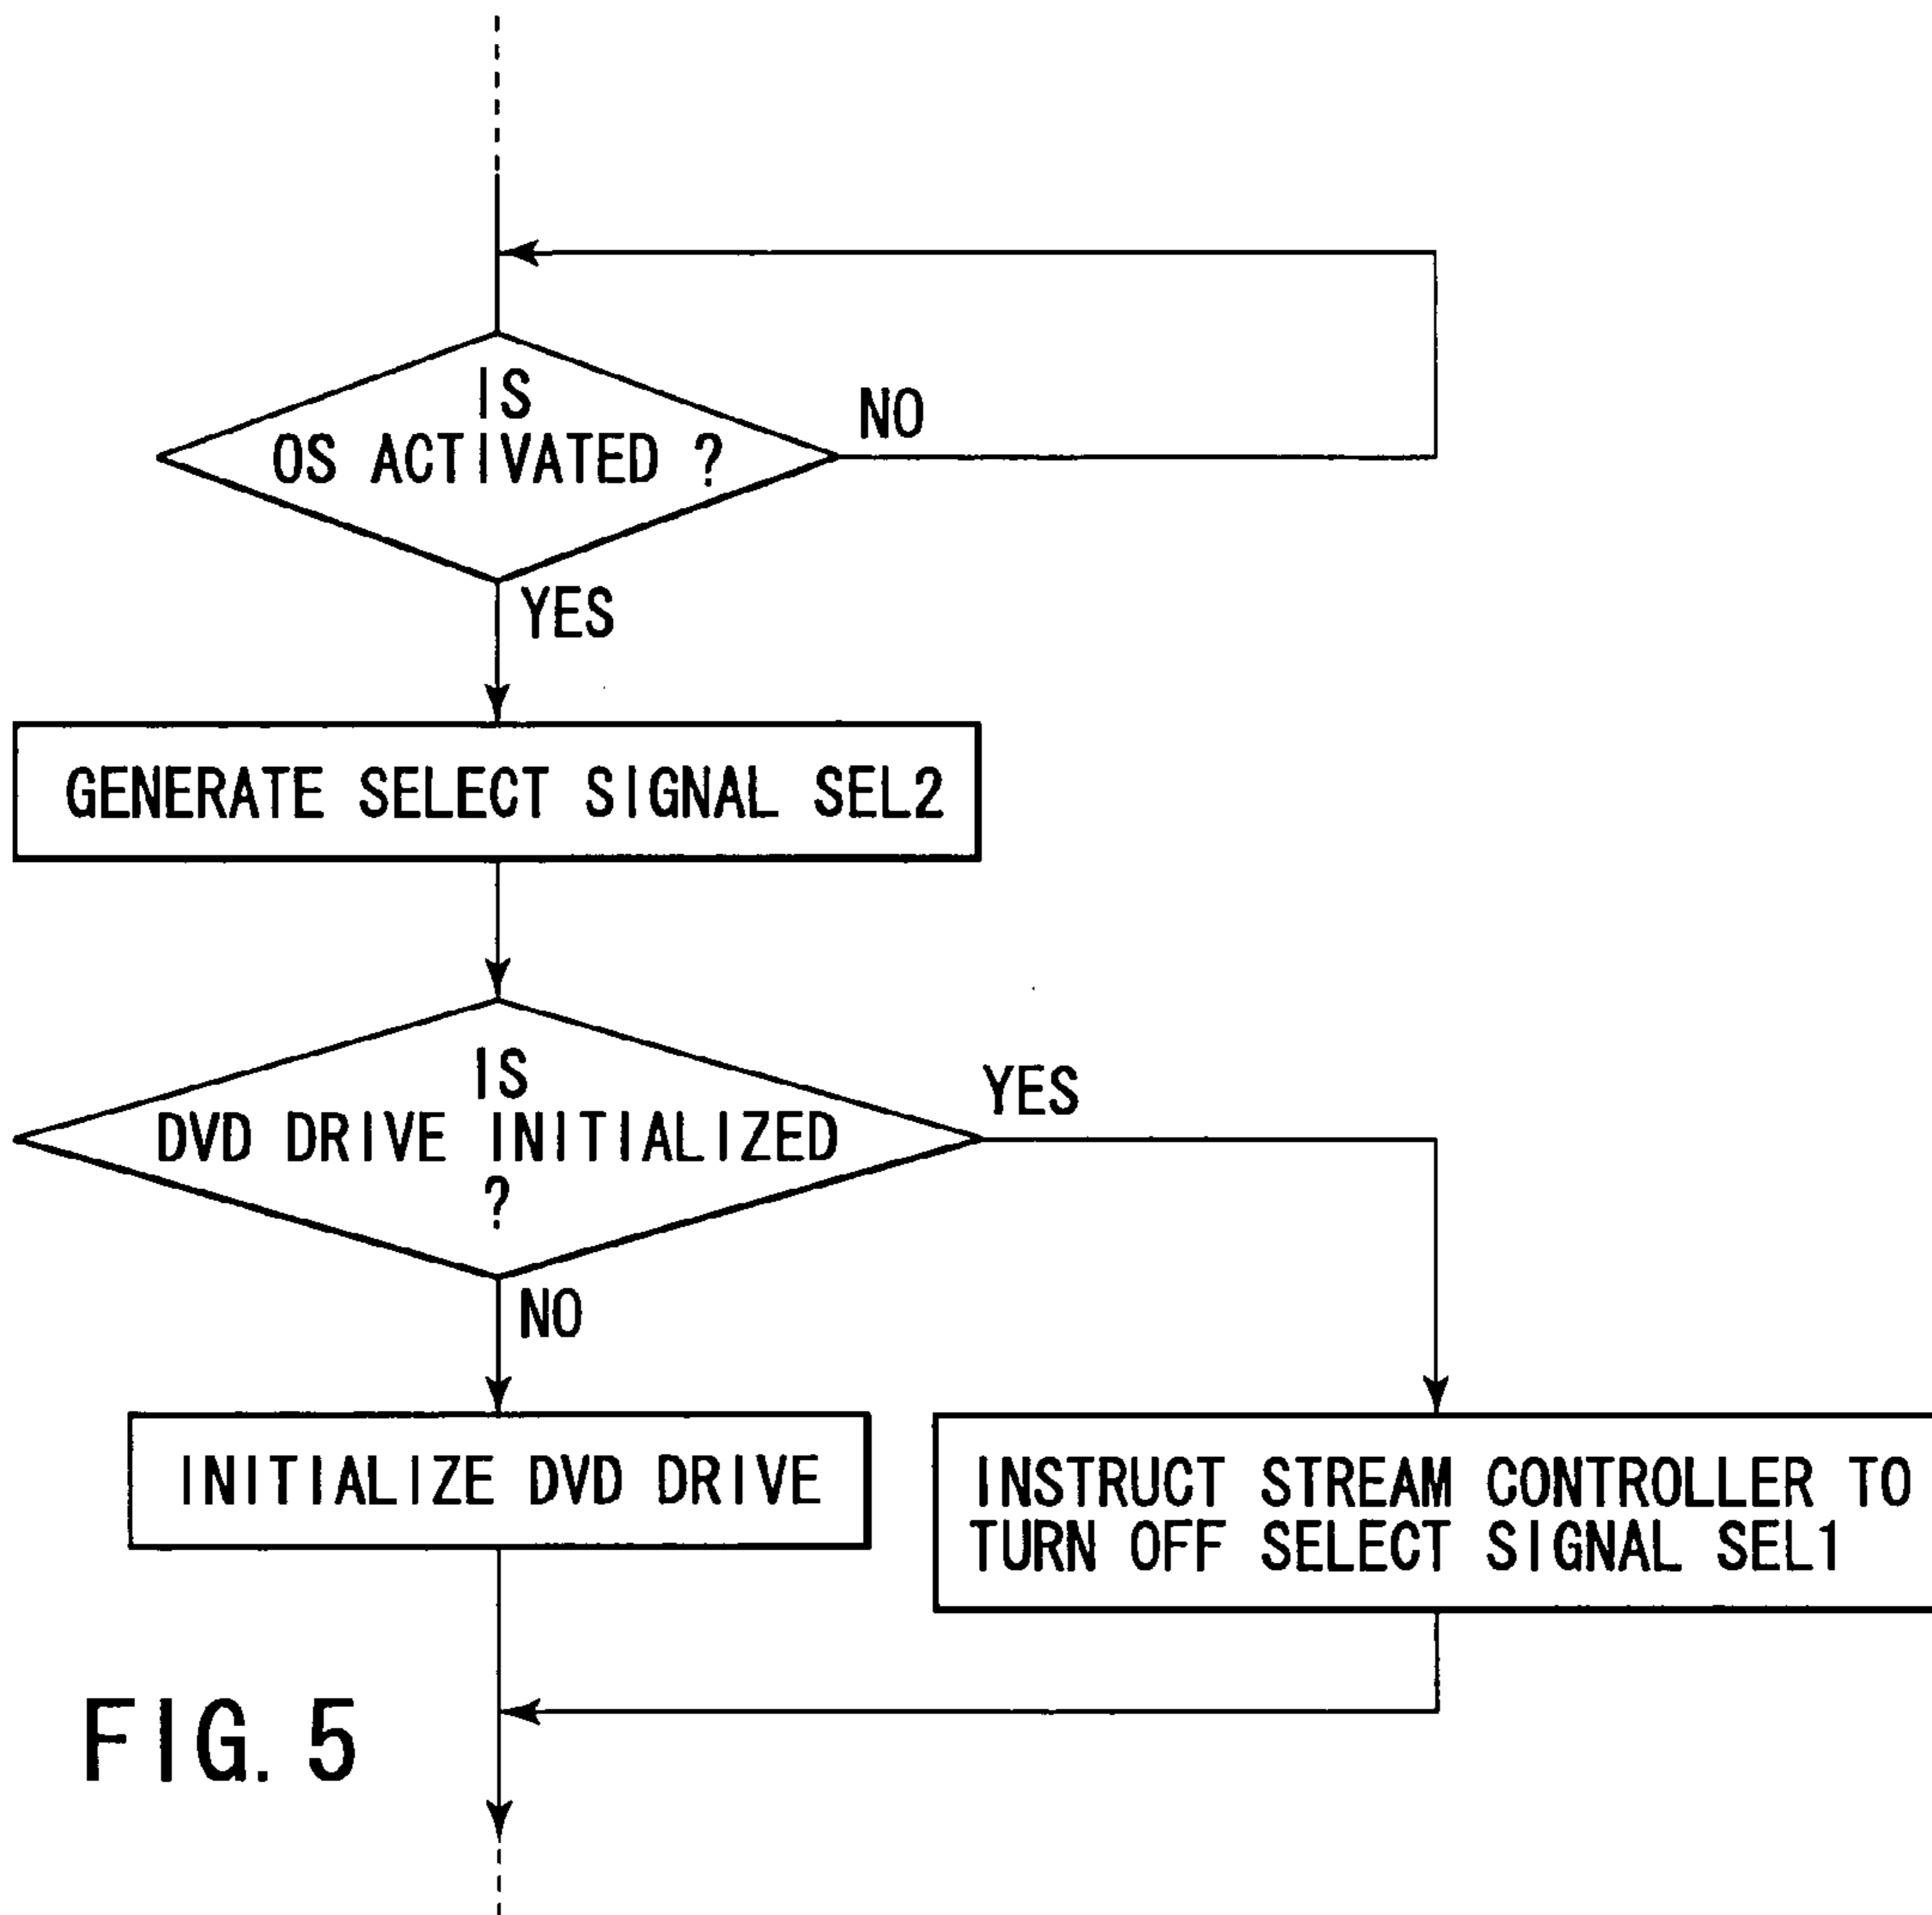 IS
OS ACTIVATED ?
NO
YES
GENERATE SELECT SIGNAL SEL2
IS
DVD DRIVE INITIALIZED
?
YES
NO
INITIALIZE DVD DRIVE
INSTRUCT STREAM CONTROLLER TO
TURN OFF SELECT SIGNAL SEL1
FIG. 5